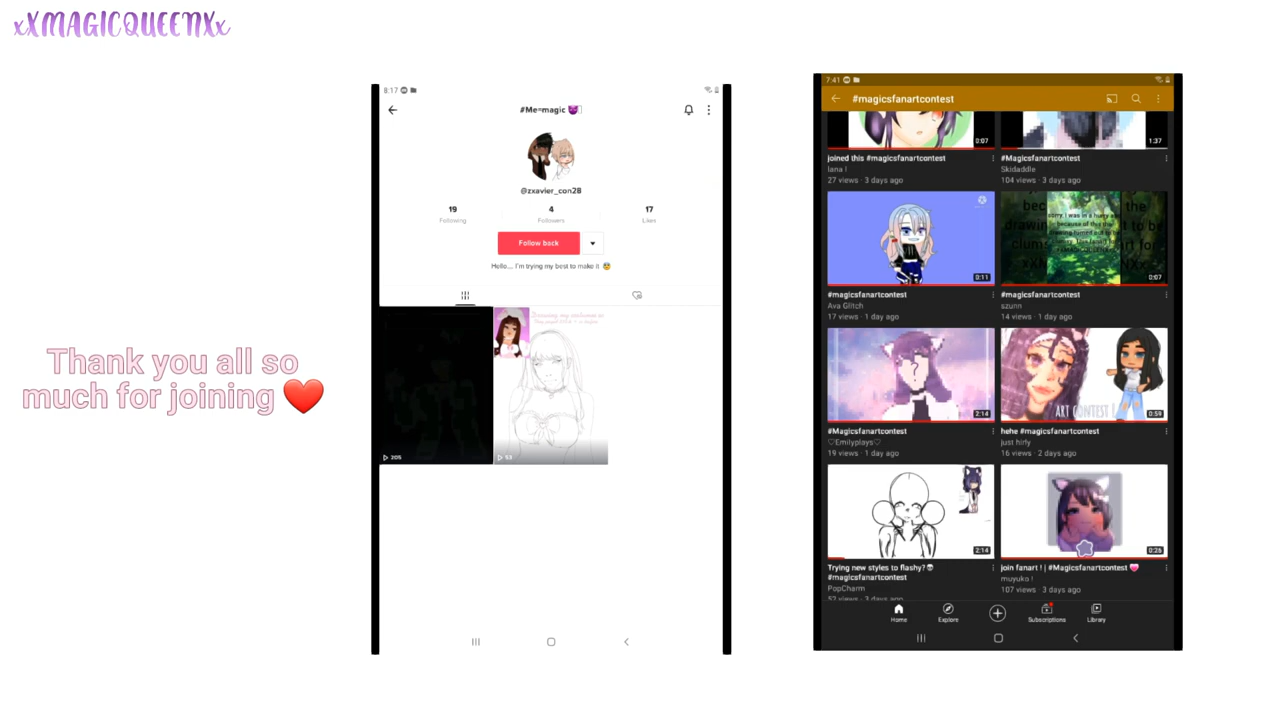 xXMAGICQUEENXx
Thank you all so
much for joining ❤️
8:17
#Me=magic 😈
@zxavier_con28
19
Following
4
Followers
17
Likes
Follow back
Hello.... I'm trying my best to make it 😇
205
53
7:41
#magicsfanartcontest
0:07
1:37
joined this #magicsfanartcontest
lana !
27 views · 3 days ago
#Magicsfanartcontest
Skidaddle
104 views · 3 days ago
0:11
0:07
#magicsfanartcontest
Ava Glitch
17 views · 1 day ago
#magicsfanartcontest
szunn
14 views · 1 day ago
2:14
ART CONTEST !
0:59
#Magicsfanartcontest
♡Emilyplays♡
19 views · 1 day ago
hehe #magicsfanartcontest
just hirly
16 views · 2 days ago
2:14
0:26
Trying new styles to flashy?💀
#magicsfanartcontest
PopCharm
join fanart ! | #Magicsfanartcontest 💖
muyuko !
107 views · 3 days ago
Home
Explore
Subscriptions
Library